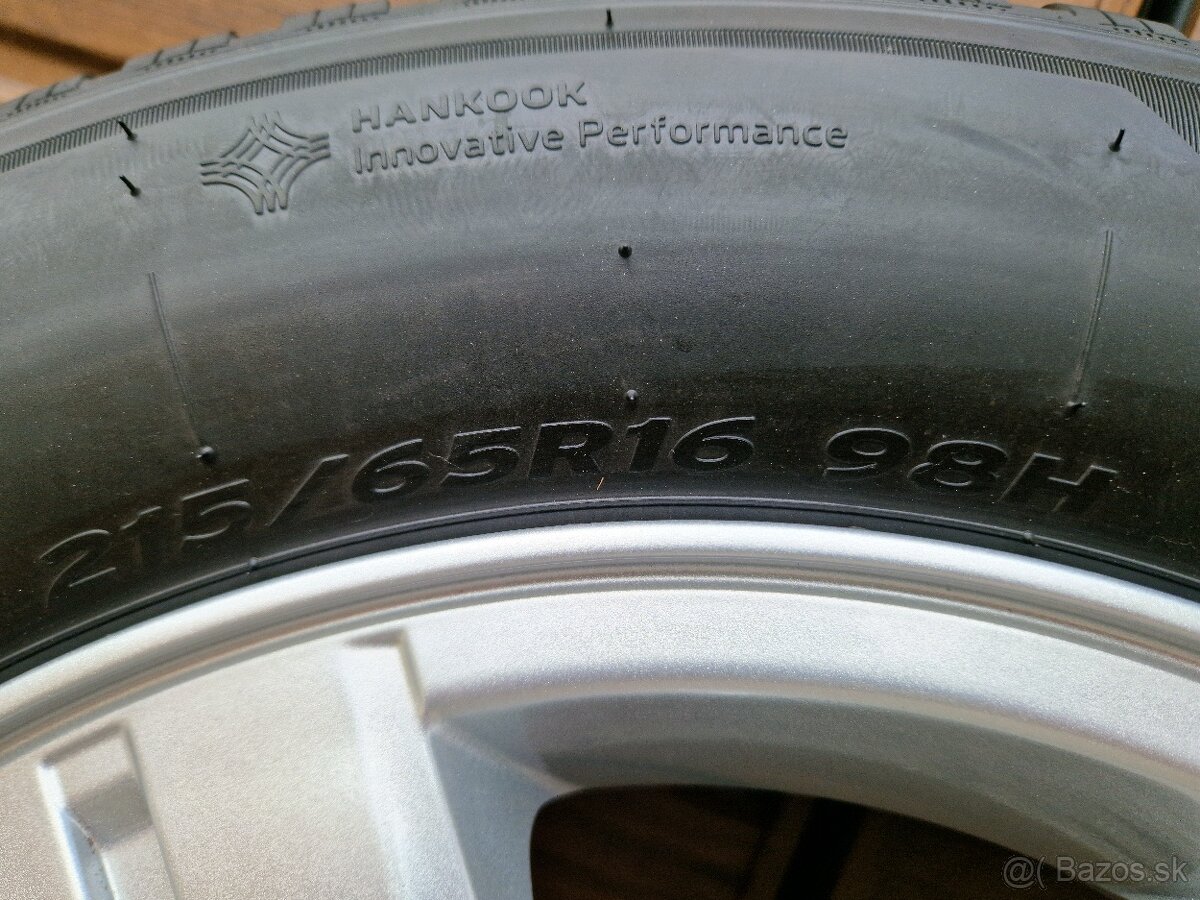 HANKOOK
Innovative Performance
215/65R16 98H
@( Bazos.sk